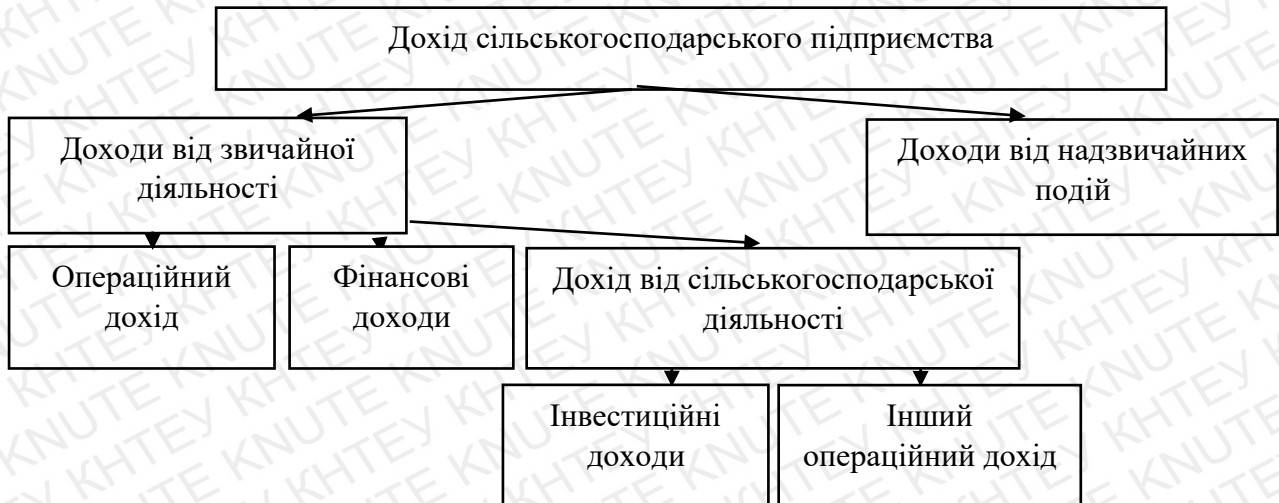 Дохід сільськогосподарського підприємства
Доходи від звичайної
діяльності
Доходи від надзвичайних
подій
Операційний
дохід
Фінансові
доходи
Дохід від сільськогосподарської
діяльності
Інвестиційні
доходи
Інший
операційний дохід